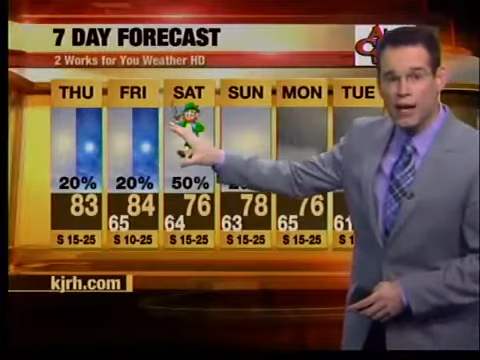 7 DAY FORECAST
2 Works for You Weather HD
THU FRI SAT SUN MON TUE
20% 20% 50%
83 84 76 78 76
65 64 63 65 61
S 15-25 S 10-25 S 15-25 S 15-25 S 15-25
kjrh.com